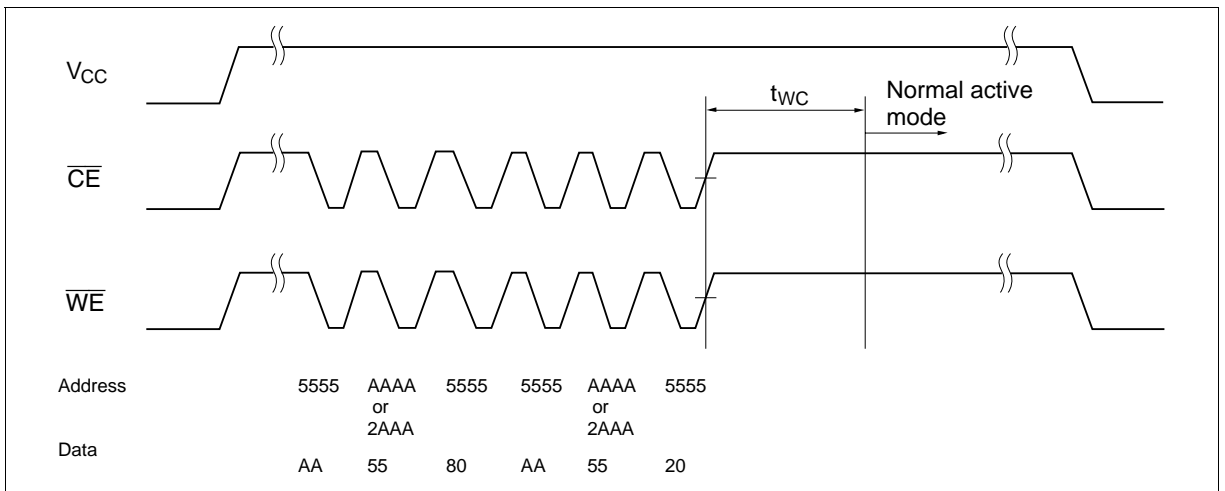 VCC
tWC
Normal active
mode
CE
WE
Address 5555 AAAA 5555 5555 AAAA 5555
or or
2AAA 2AAA
Data
AA 55 80 AA 55 20